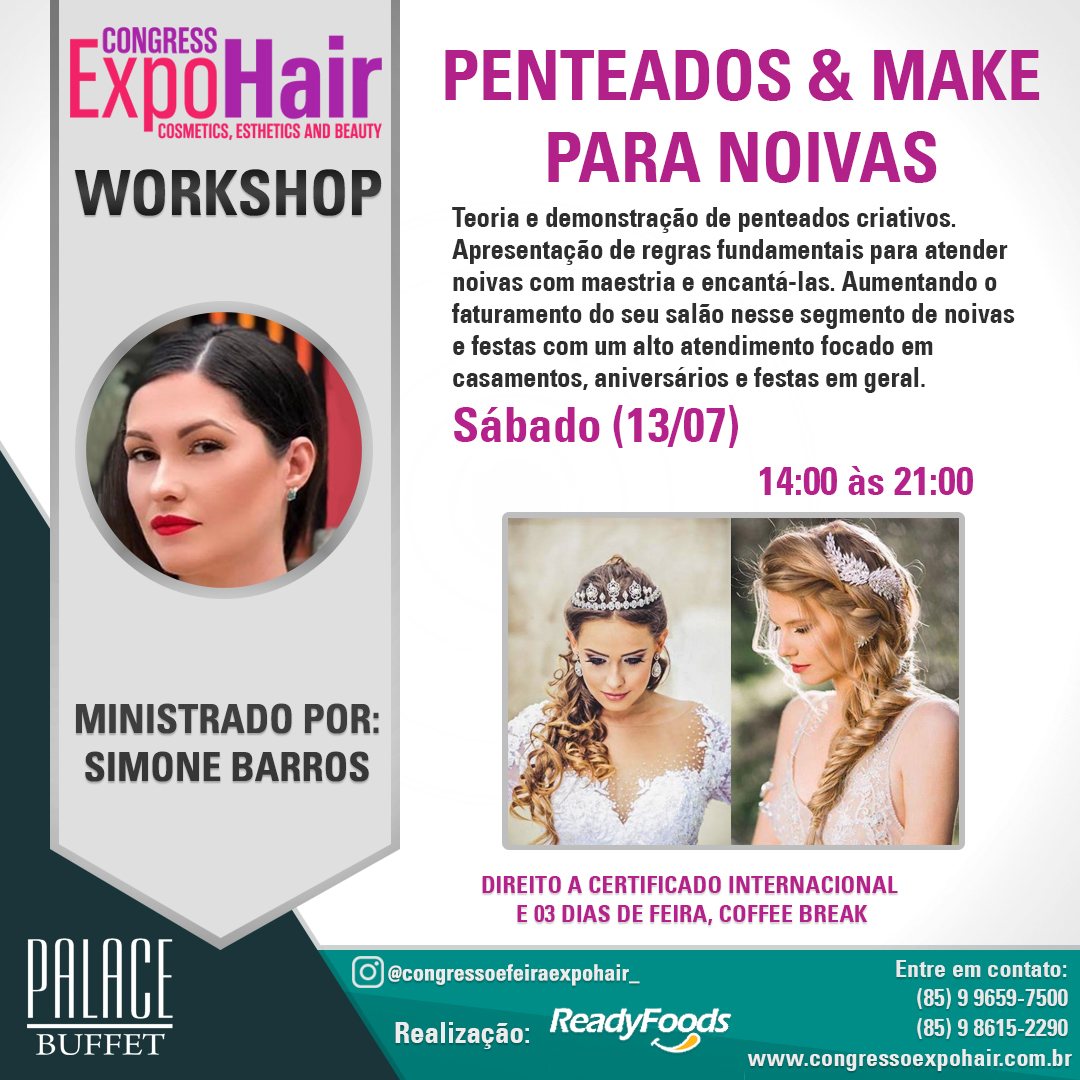 CONGRESS
ExpoHair
COSMETICS, ESTHETICS AND BEAUTY
WORKSHOP
MINISTRADO POR:
SIMONE BARROS
PENTEADOS & MAKE
PARA NOIVAS
Teoria e demonstração de penteados criativos.
Apresentação de regras fundamentais para atender
noivas com maestria e encantá-las. Aumentando o
faturamento do seu salão nesse segmento de noivas
e festas com um alto atendimento focado em
casamentos, aniversários e festas em geral.
Sábado (13/07)
14:00 às 21:00
DIREITO A CERTIFICADO INTERNACIONAL
E 03 DIAS DE FEIRA, COFFEE BREAK
PALACE
BUFFET
@congressoefeiraexpohair_
Realização: ReadyFoods
Entre em contato:
(85) 9 9659-7500
(85) 9 8615-2290
www.congressoexpohair.com.br